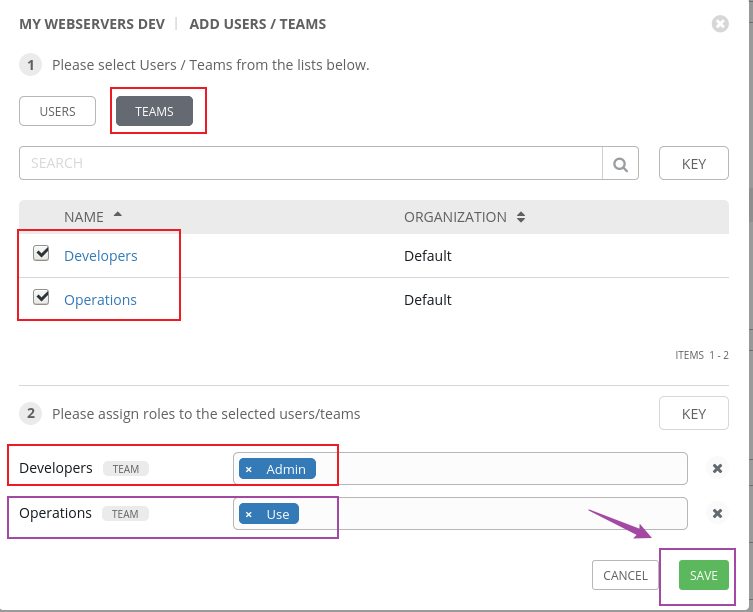 MY WEBSERVERS DEV | ADD USERS / TEAMS
1 Please select Users / Teams from the lists below.
USERS TEAMS
SEARCH KEY
NAME ORGANIZATION
Developers Default
Operations Default
ITEMS 1 - 2
2 Please assign roles to the selected users/teams KEY
Developers TEAM × Admin ×
Operations TEAM × Use ×
CANCEL SAVE